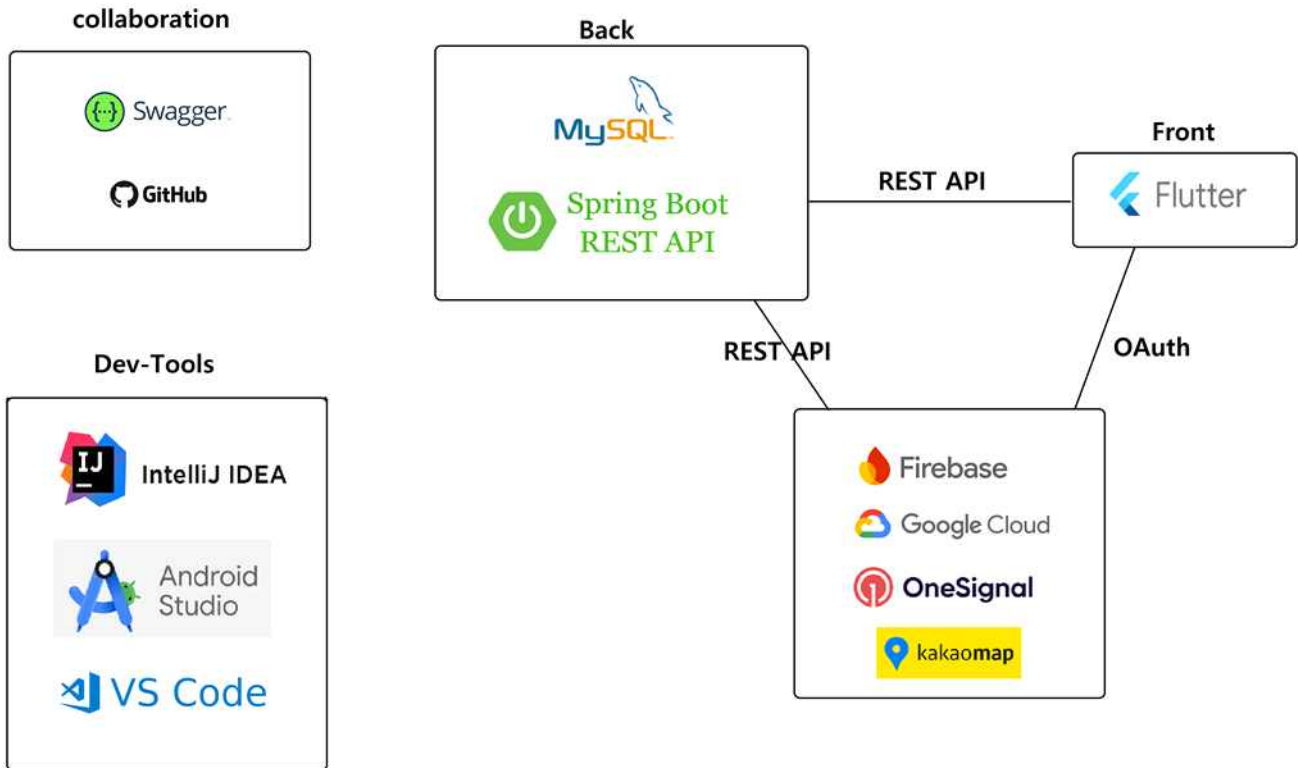 collaboration
Swagger
GitHub
Dev-Tools
IJ
IntelliJ IDEA
Android
Studio
VS Code
Back
MySQL
Spring Boot
REST API
REST API
Front
Flutter
REST API
OAuth
Firebase
Google Cloud
OneSignal
kakaomap